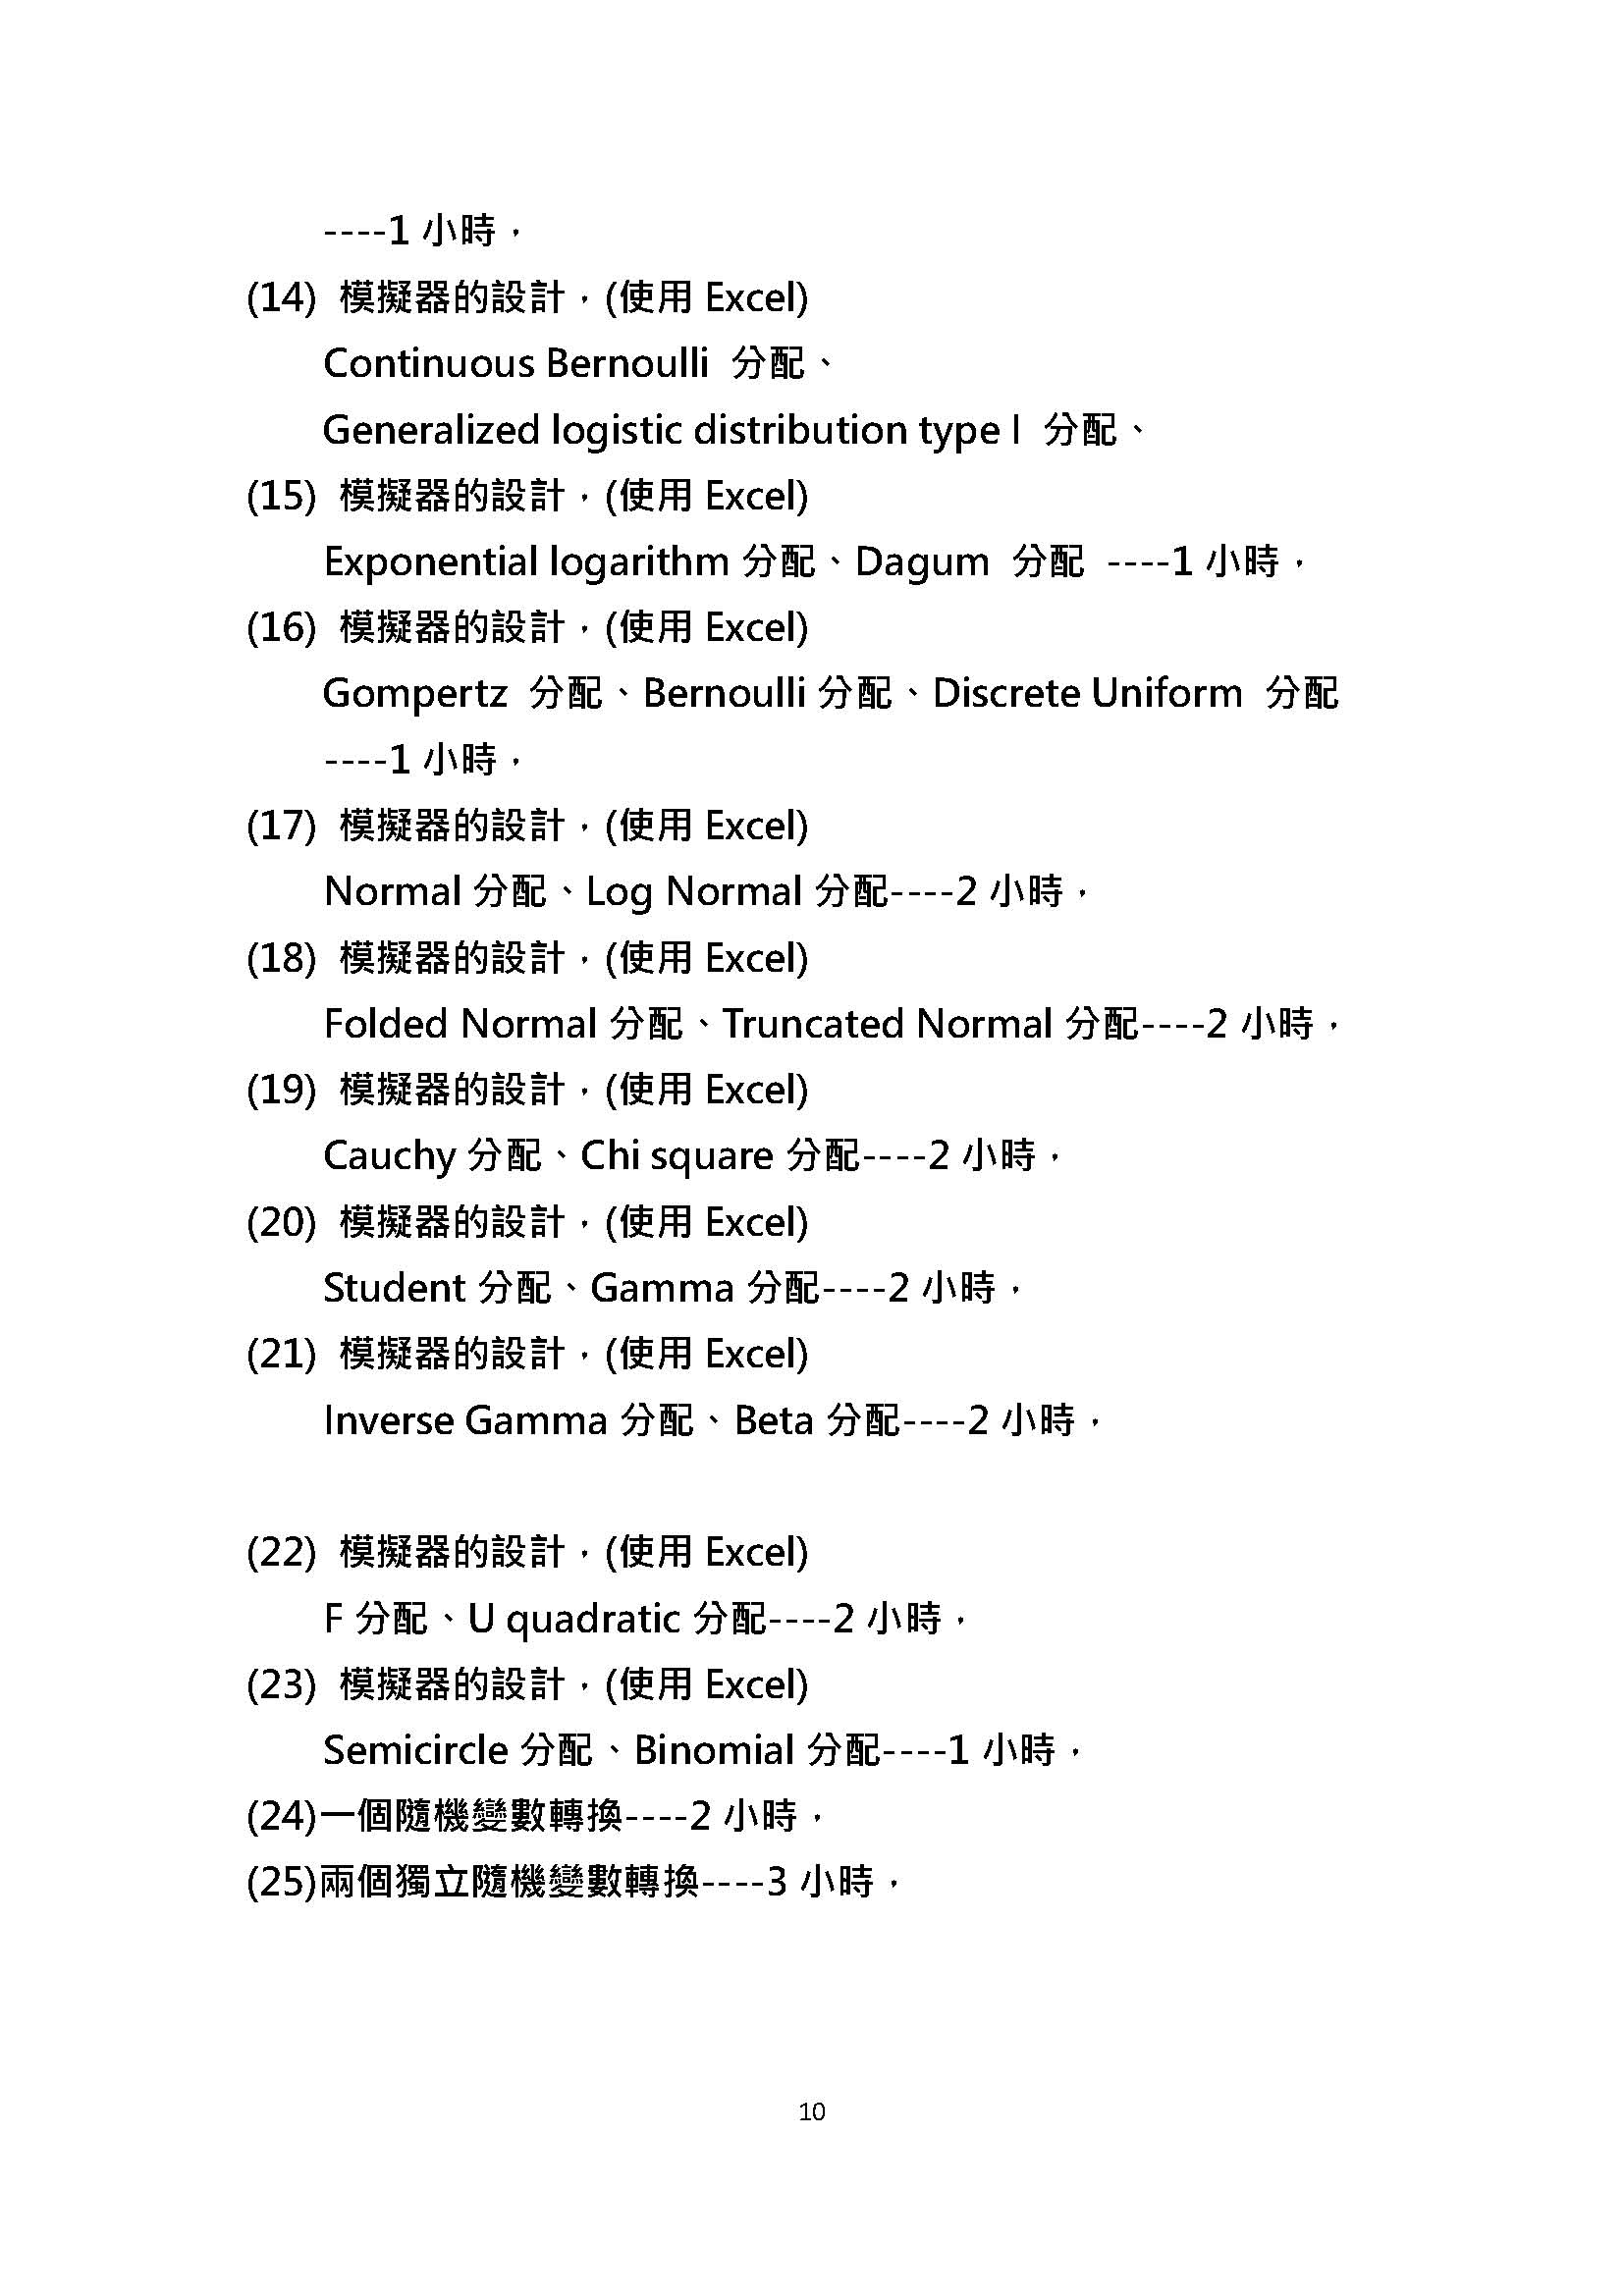 ----1 小時，
(14) 模擬器的設計，(使用 Excel)
Continuous Bernoulli 分配、
Generalized logistic distribution type I 分配、
(15) 模擬器的設計，(使用 Excel)
Exponential logarithm 分配、Dagum 分配 ----1 小時，
(16) 模擬器的設計，(使用 Excel)
Gompertz 分配、Bernoulli 分配、Discrete Uniform 分配
----1 小時，
(17) 模擬器的設計，(使用 Excel)
Normal 分配、Log Normal 分配----2 小時，
(18) 模擬器的設計，(使用 Excel)
Folded Normal 分配、Truncated Normal 分配----2 小時，
(19) 模擬器的設計，(使用 Excel)
Cauchy 分配、Chi square 分配----2 小時，
(20) 模擬器的設計，(使用 Excel)
Student 分配、Gamma 分配----2 小時，
(21) 模擬器的設計，(使用 Excel)
Inverse Gamma 分配、Beta 分配----2 小時，
(22) 模擬器的設計，(使用 Excel)
F 分配、U quadratic 分配----2 小時，
(23) 模擬器的設計，(使用 Excel)
Semicircle 分配、Binomial 分配----1 小時，
(24)一個隨機變數轉換----2 小時，
(25)兩個獨立隨機變數轉換----3 小時，
10